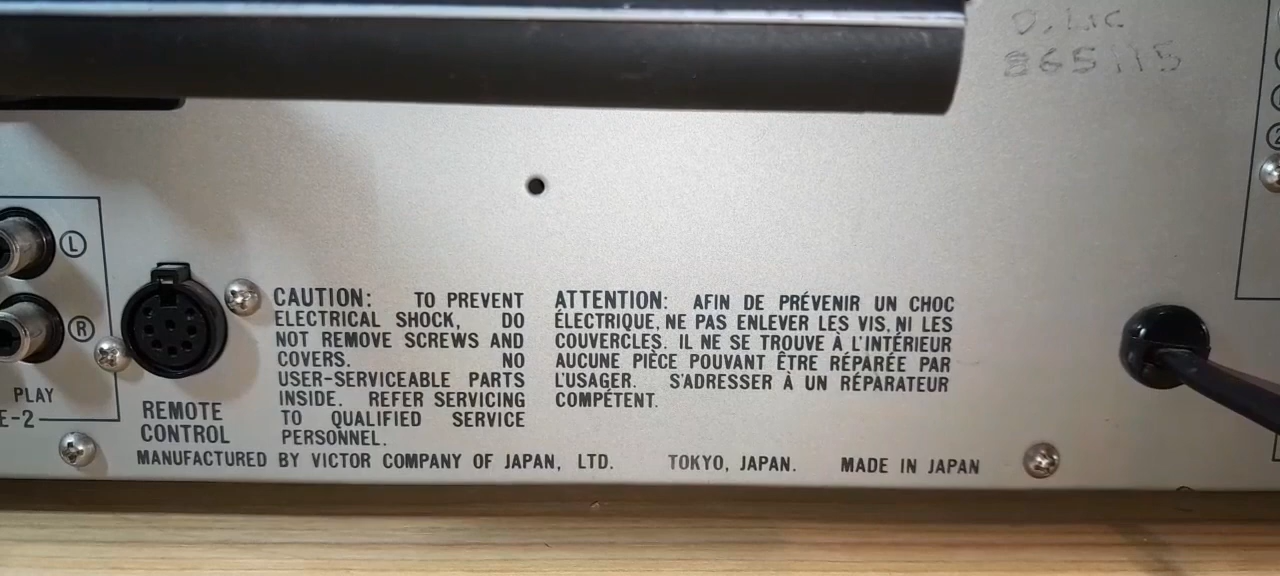 865115
L
R
PLAY
E-2
REMOTE
CONTROL
CAUTION: TO PREVENT
ELECTRICAL SHOCK, DO
NOT REMOVE SCREWS AND
COVERS. NO
USER-SERVICEABLE PARTS
INSIDE. REFER SERVICING
TO QUALIFIED SERVICE
PERSONNEL.
ATTENTION: AFIN DE PRÉVENIR UN CHOC
ÉLECTRIQUE, NE PAS ENLEVER LES VIS, NI LES
COUVERCLES. IL NE SE TROUVE À L'INTÉRIEUR
AUCUNE PIÈCE POUVANT ÊTRE RÉPARÉE PAR
L'USAGER. S'ADRESSER À UN RÉPARATEUR
COMPÉTENT.
MANUFACTURED BY VICTOR COMPANY OF JAPAN, LTD. TOKYO, JAPAN. MADE IN JAPAN